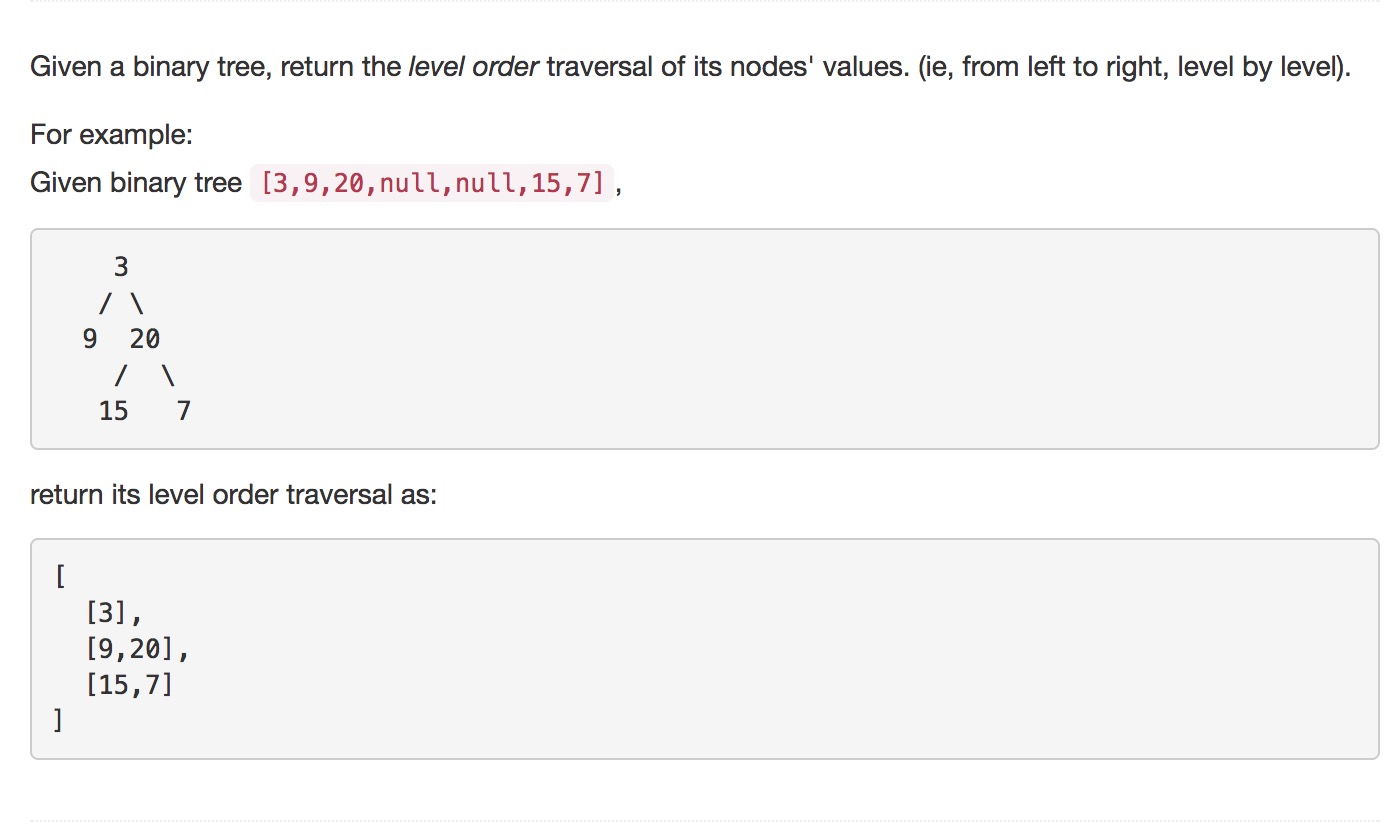 Given a binary tree, return the level order traversal of its nodes' values. (ie, from left to right, level by level).
For example:
Given binary tree [3,9,20,null,null,15,7] ,
    3
   / \
  9  20
    /  \
   15   7
return its level order traversal as:
[
  [3],
  [9,20],
  [15,7]
]